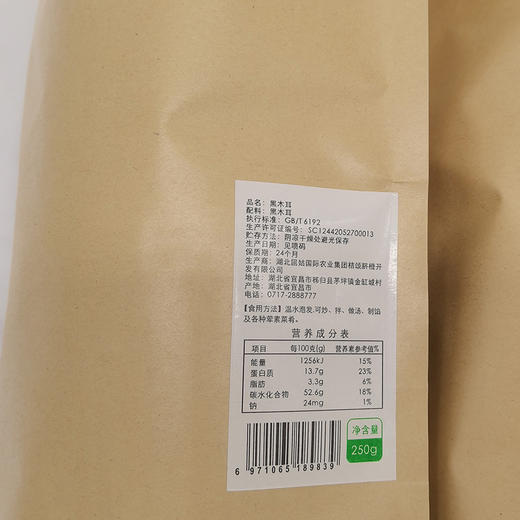 品名：黑木耳
配料：黑木耳
执行标准：GB/T6192
生产许可证编号：SC12442052700013
贮存方法：阴凉干燥处避光保存
生产日期：见喷码
保质期：24个月
生产商：湖北屈姑国际农业集团桔颂脐橙开
发有限公司
地址：湖北省宜昌市秭归县茅坪镇金缸城村
产地：湖北省宜昌市
电话：0717-2888777
【食用方法】温水泡发,可炒、拌、做汤、制馅
及各种荤素菜肴。
营养成分表
项目 每100克(g) 营养素参考值%
能量 1256kJ 15%
蛋白质 13.7g 23%
脂肪 3.3g 6%
碳水化合物 52.6g 18%
钠 24mg 1%
净含量
250g
6 971065 189839